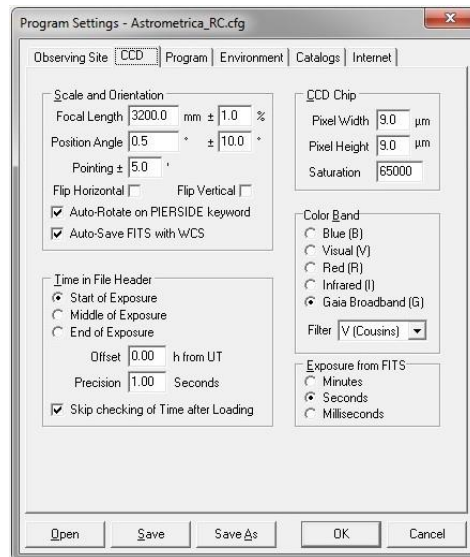 Program Settings - Astrometrica_RC.cfg
Observing Site CCD Program Environment Catalogs Internet
Scale and Orientation
Focal Length 3200.0 mm ± 1.0 %
Position Angle 0.5 ° ± 10.0 °
Pointing ± 5.0 '
Flip Horizontal Flip Vertical
Auto-Rotate on PIERSIDE keyword
Auto-Save FITS with WCS
Time in File Header
Start of Exposure
Middle of Exposure
End of Exposure
Offset 0.00 h from UT
Precision 1.00 Seconds
Skip checking of Time after Loading
CCD Chip
Pixel Width 9.0 µm
Pixel Height 9.0 µm
Saturation 65000
Color Band
Blue (B)
Visual (V)
Red (R)
Infrared (I)
Gaia Broadband (G)
Filter V (Cousins)
Exposure from FITS
Minutes
Seconds
Milliseconds
Open Save Save As OK Cancel